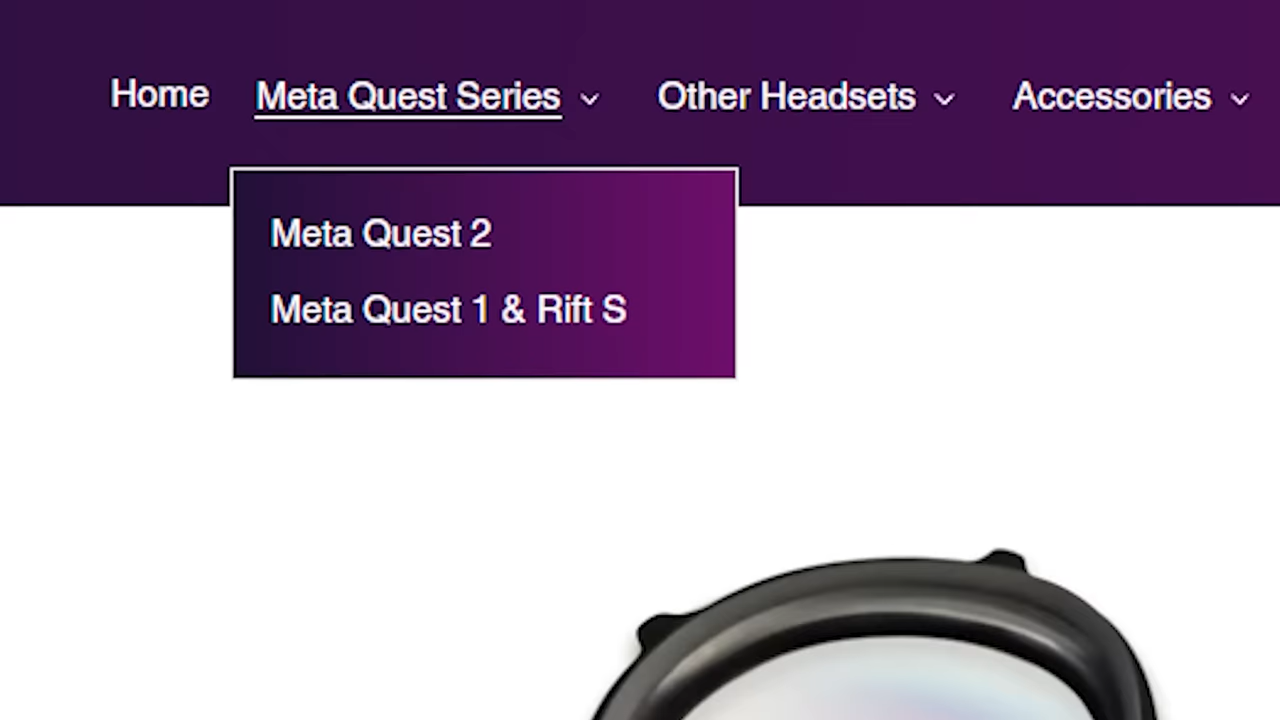 Home Meta Quest Series Other Headsets Accessories
Meta Quest 2
Meta Quest 1 & Rift S